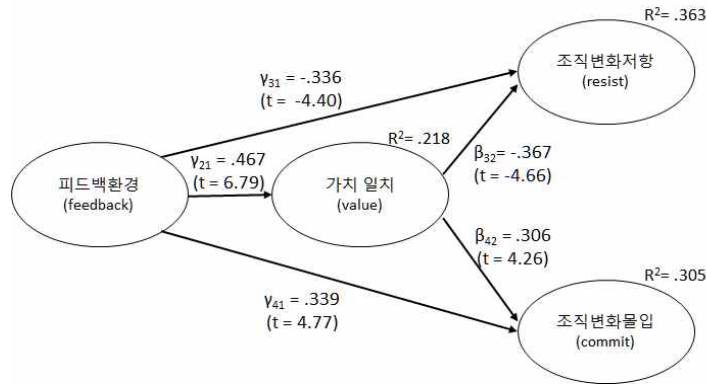 R²= .363
조직변화저항
(resist)
γ₃₁ = -.336
(t = -4.40)
R²= .218
γ₂₁ = .467
(t = 6.79)
β₃₂=-.367
(t = -4.66)
피드백환경
(feedback)
가치 일치
(value)
β₄₂ = .306
(t = 4.26)
R²= .305
γ₄₁ = .339
(t = 4.77)
조직변화몰입
(commit)